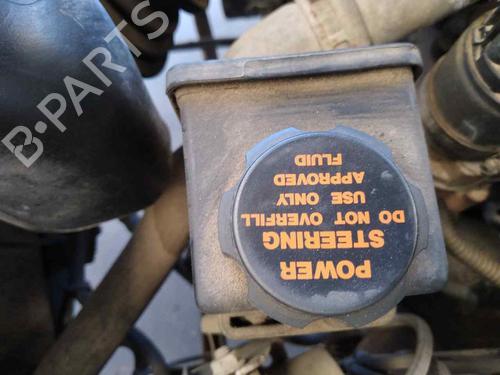 POWER
STEERING
DO NOT OVERFILL
USE ONLY
APPROVED
FLUID
B-PARTS